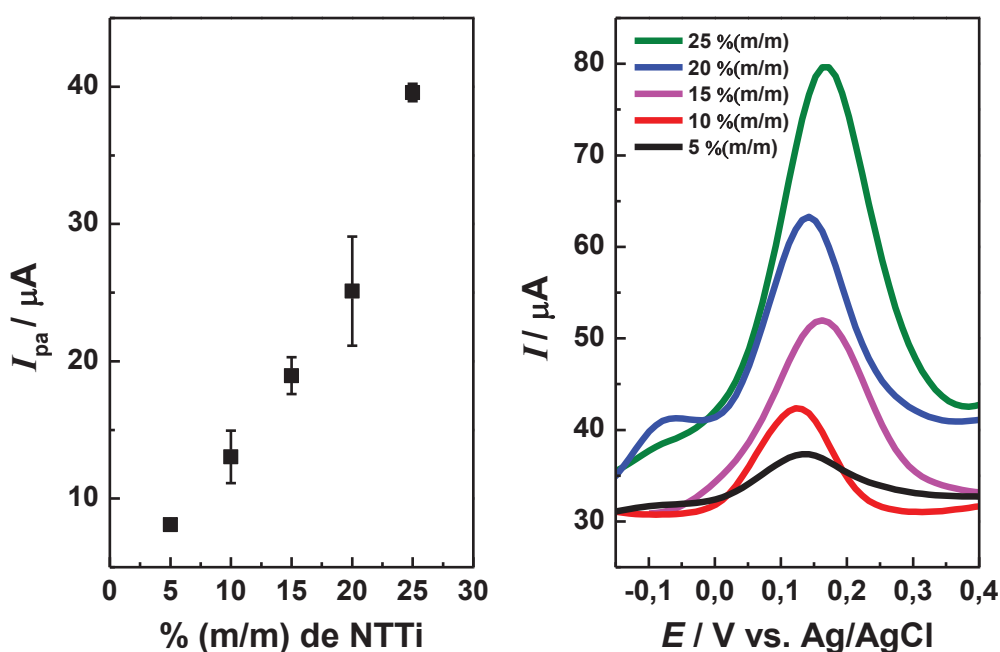 40
30
20
10
0 5 10 15 20 25 30
I pa / μA
% (m/m) de NTTi
25 %(m/m)
20 %(m/m)
15 %(m/m)
10 %(m/m)
5 %(m/m)
80
70
60
50
40
30
-0,1 0,0 0,1 0,2 0,3 0,4
I / μA
E / V vs. Ag/AgCl